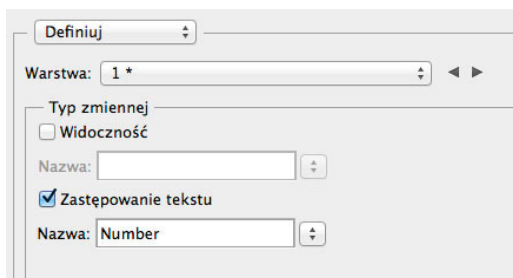 Definiuj
Warstwa: 1 *
Typ zmiennej
Widoczność
Nazwa:
Zastępowanie tekstu
Nazwa: Number